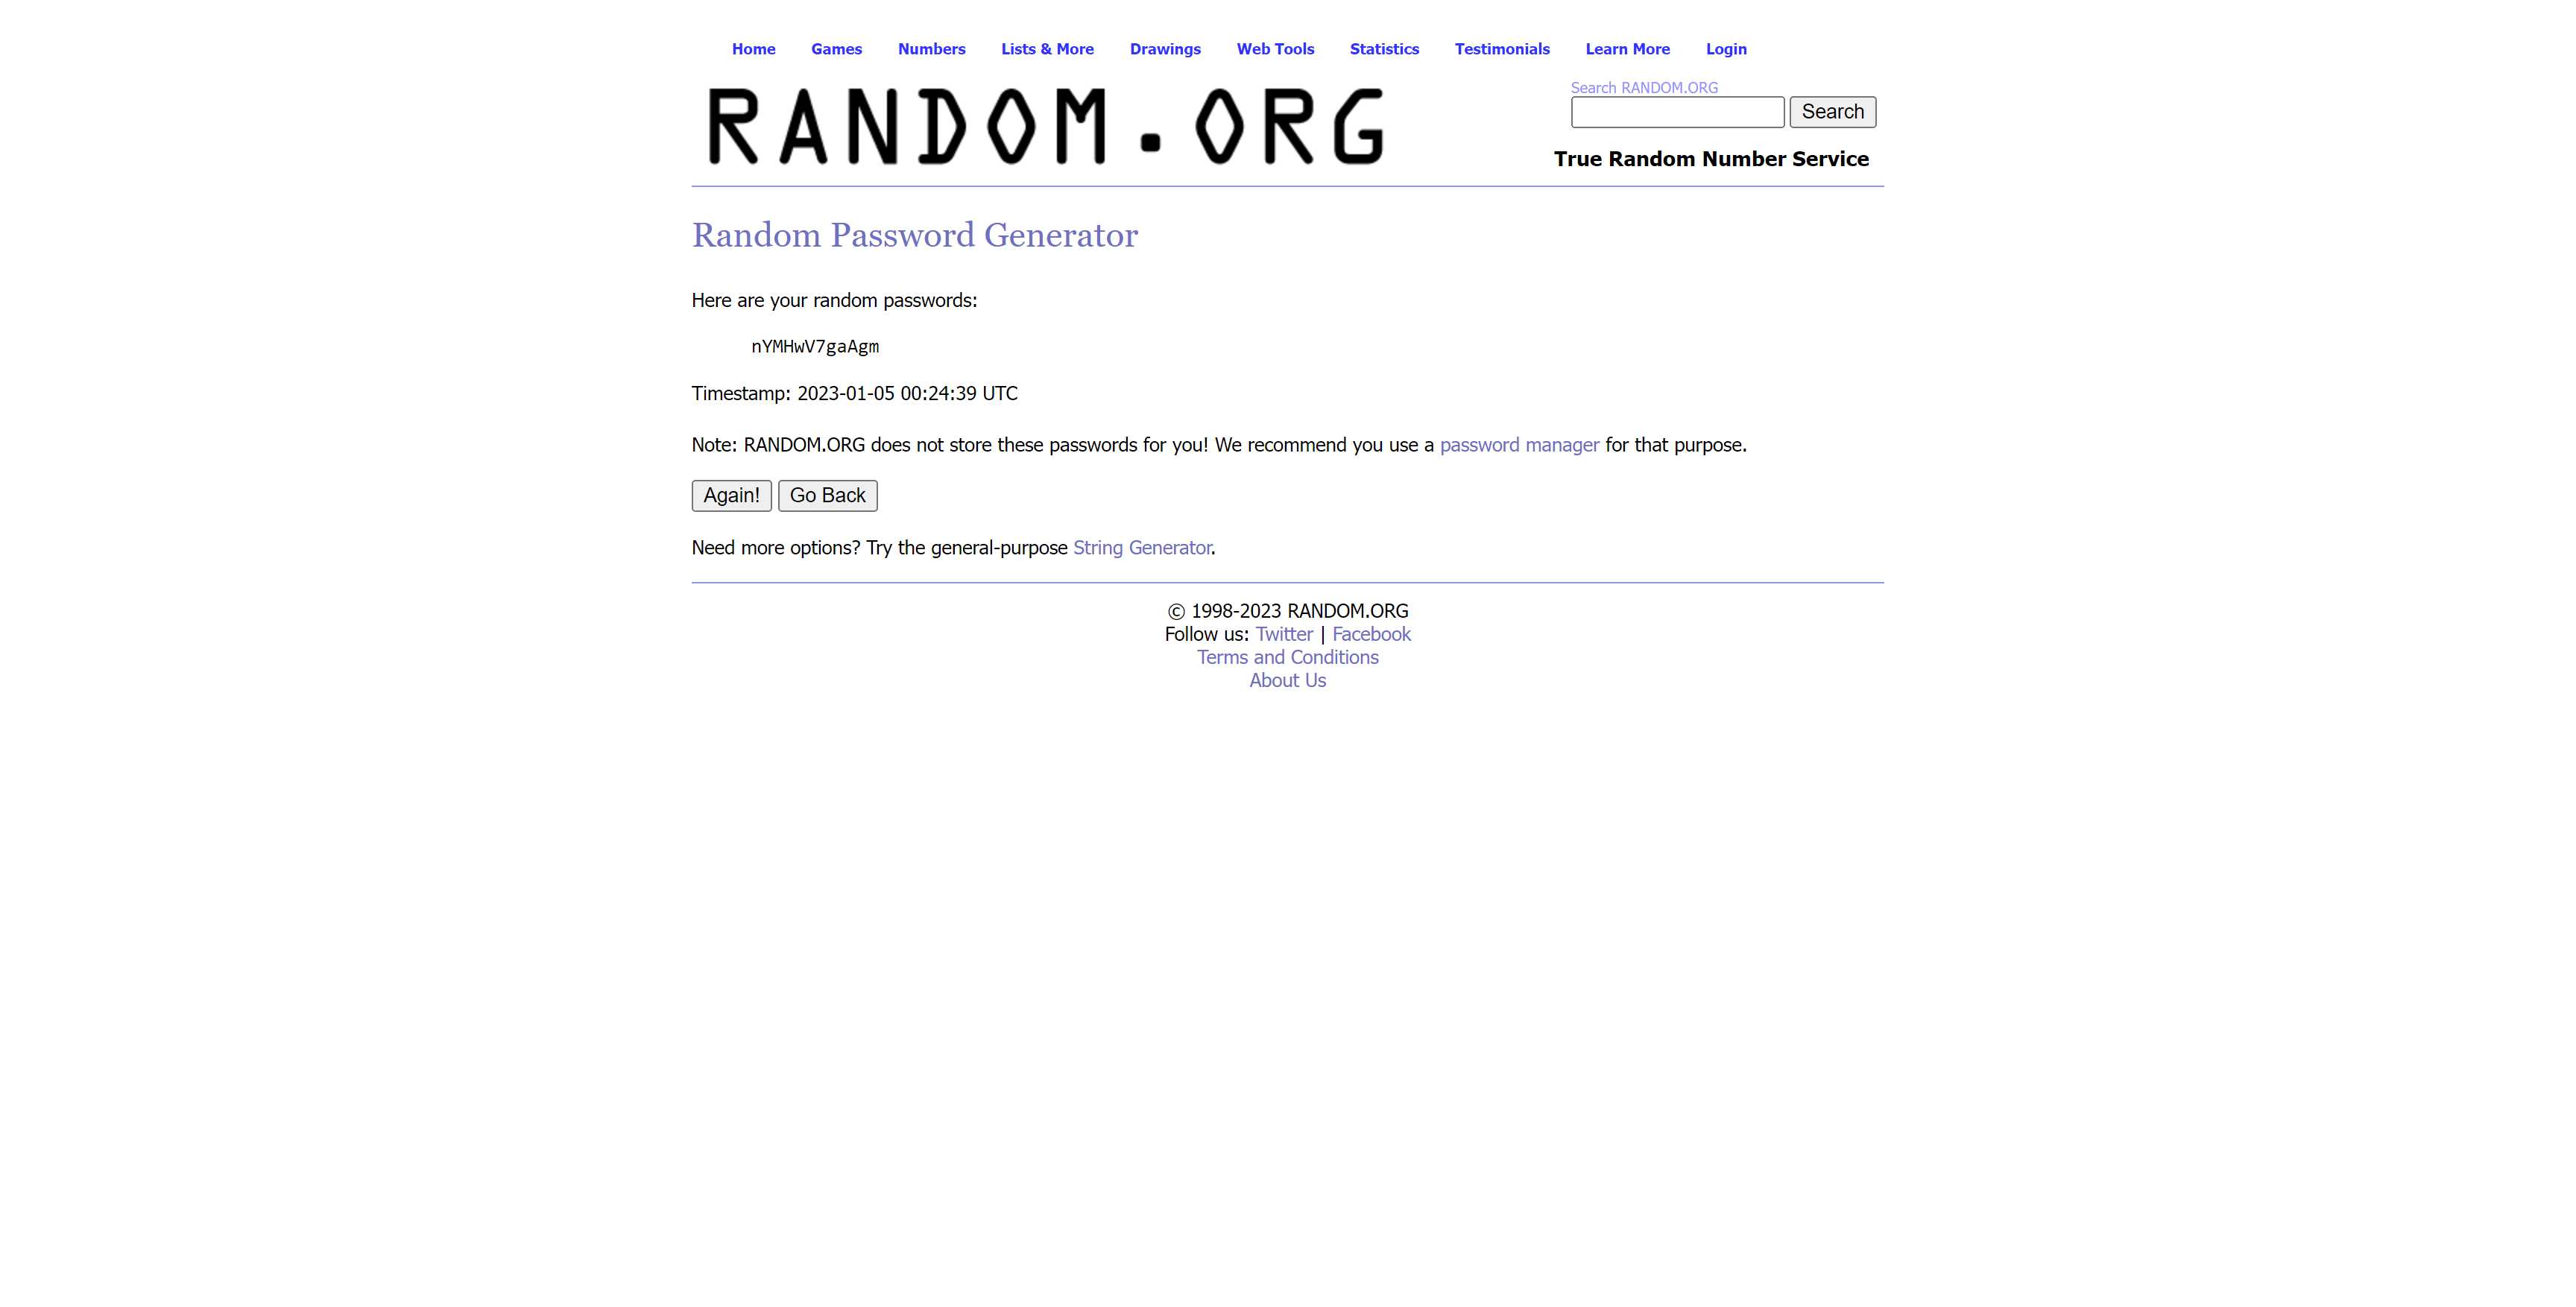 Home Games Numbers Lists & More Drawings Web Tools Statistics Testimonials Learn More Login
RANDOM.ORG
Search RANDOM.ORG
Search
True Random Number Service
Random Password Generator
Here are your random passwords:
nYMHwV7gaAgm
Timestamp: 2023-01-05 00:24:39 UTC
Note: RANDOM.ORG does not store these passwords for you! We recommend you use a password manager for that purpose.
Again! Go Back
Need more options? Try the general-purpose String Generator.
© 1998-2023 RANDOM.ORG
Follow us: Twitter | Facebook
Terms and Conditions
About Us